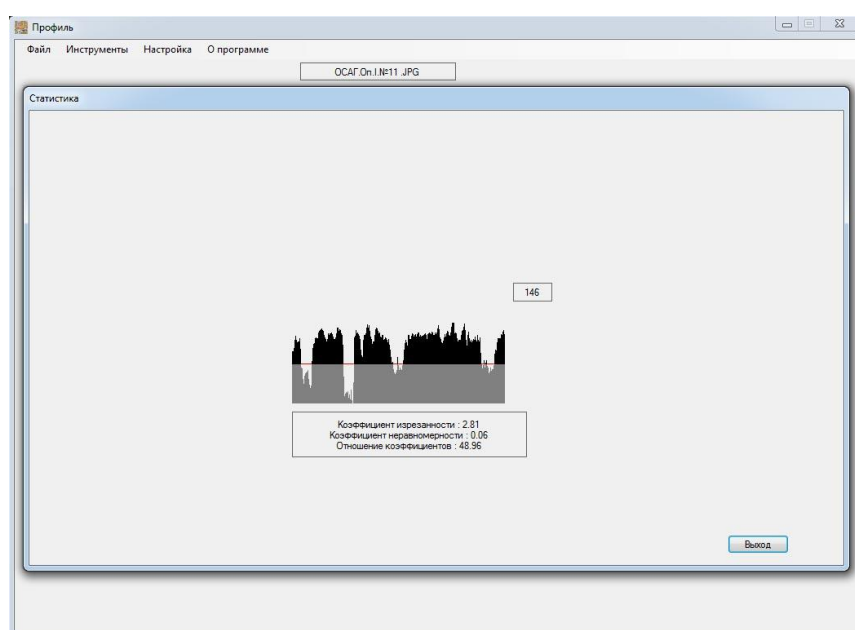 Профиль
Файл Инструменты Настройка О программе
ОСАГ.Оп.I.№11 .JPG
Статистика
146
Коэффициент изрезанности : 2.81
Коэффициент неравномерности : 0.06
Отношение коэффициентов : 48.96
Выход